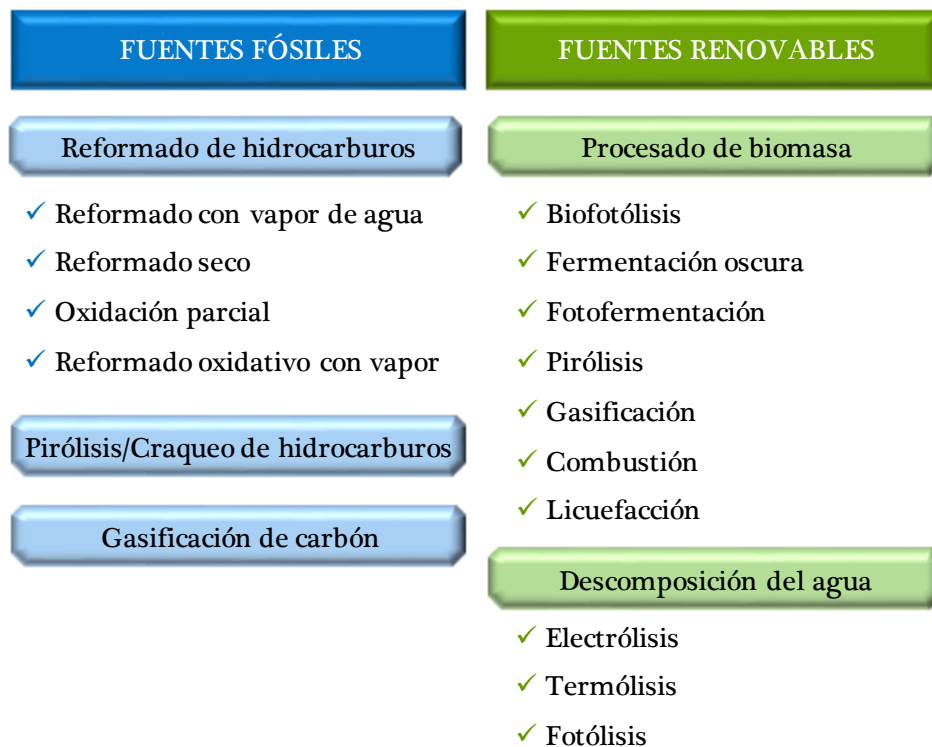 FUENTES FÓSILES
Reformado de hidrocarburos
Reformado con vapor de agua
Reformado seco
Oxidación parcial
Reformado oxidativo con vapor
Pirólisis/Craqueo de hidrocarburos
Gasificación de carbón
FUENTES RENOVABLES
Procesado de biomasa
Biofotólisis
Fermentación oscura
Fotofermentación
Pirólisis
Gasificación
Combustión
Licuefacción
Descomposición del agua
Electrólisis
Termólisis
Fotólisis